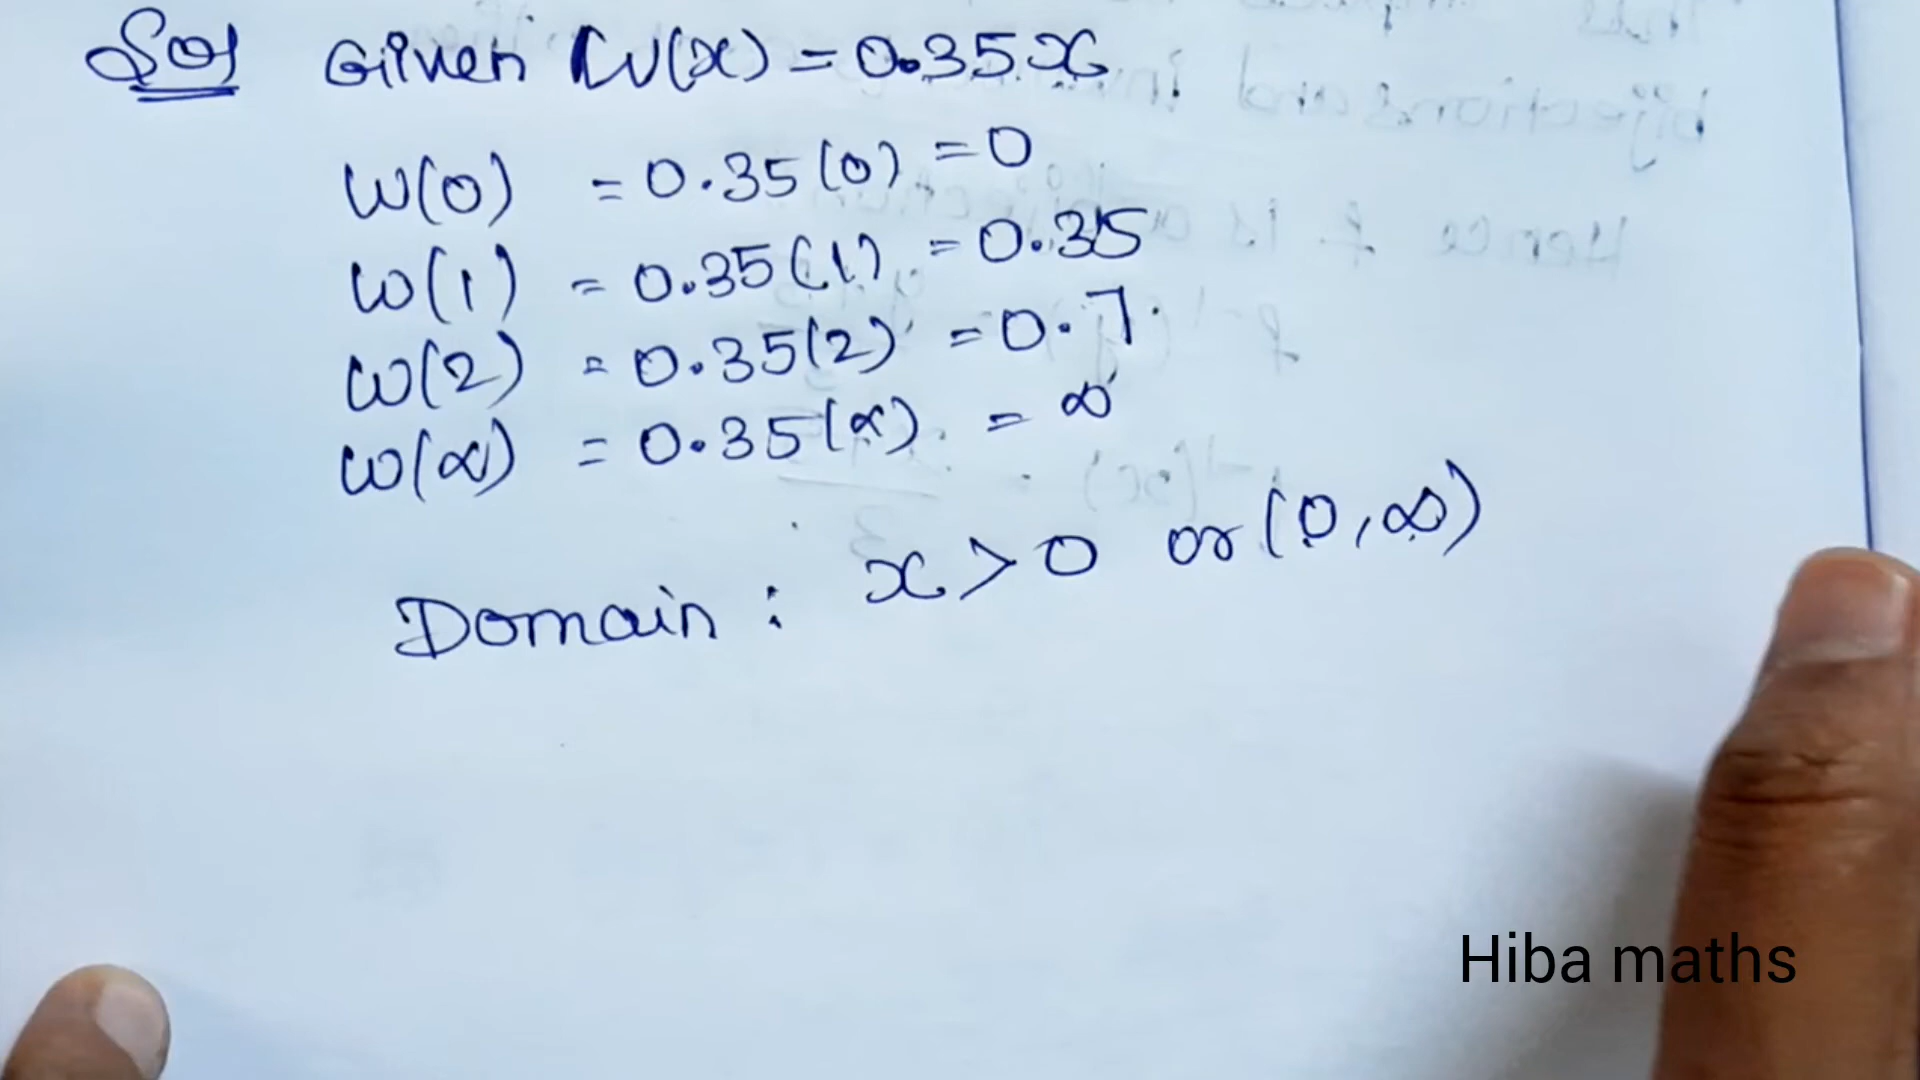 Sol Given W(x) = 0.35x
W(0) = 0.35(0) = 0
W(1) = 0.35(1) = 0.35
W(2) = 0.35(2) = 0.7
W(∞) = 0.35(∞) = ∞
Domain : x > 0 or (0, ∞)
Hiba maths